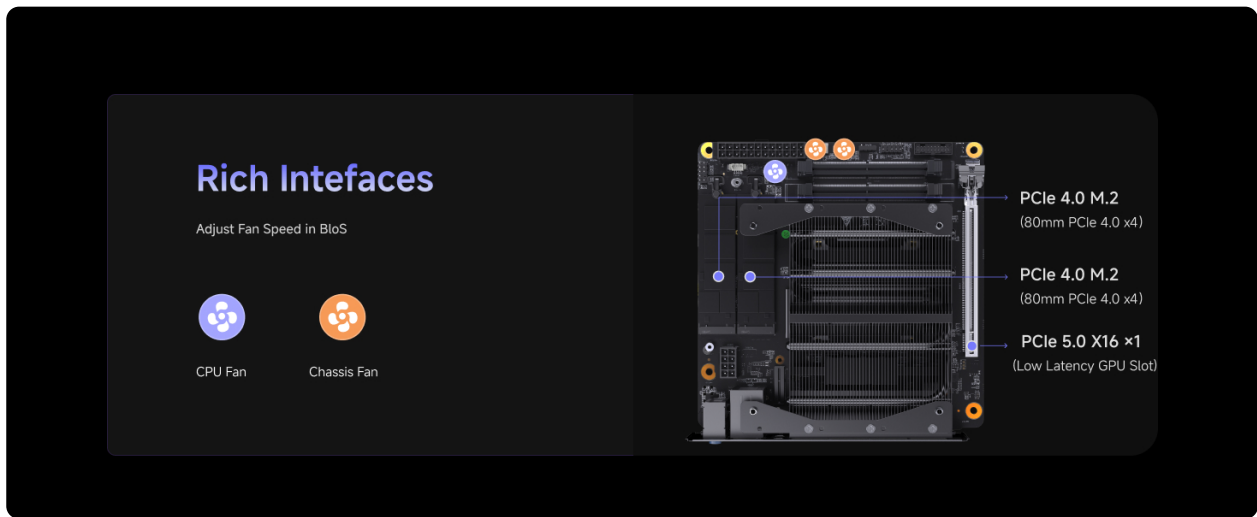 Rich Intefaces
Adjust Fan Speed in BloS
CPU Fan
Chassis Fan
PCIe 4.0 M.2
(80mm PCIe 4.0 x4)
PCIe 4.0 M.2
(80mm PCIe 4.0 x4)
PCIe 5.0 X16 ×1
(Low Latency GPU Slot)